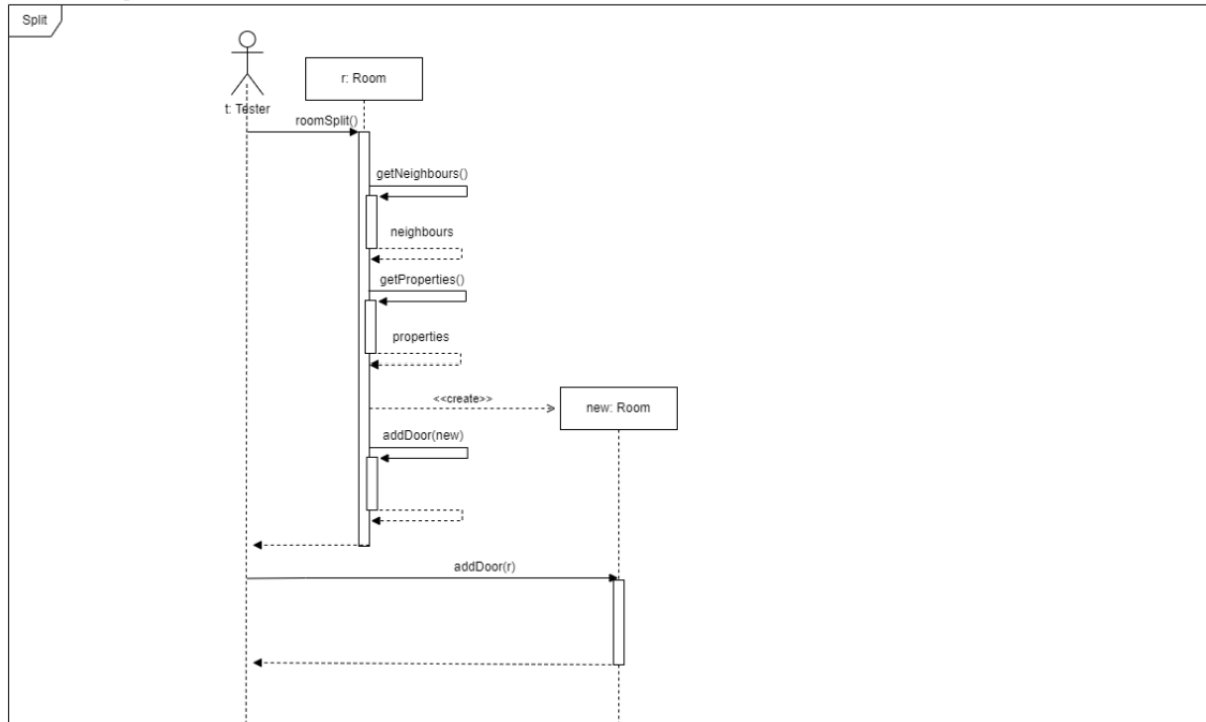 Split
r: Room
t: Tester
roomSplit()
getNeighbours()
neighbours
getProperties()
properties
<<create>>
new: Room
addDoor(new)
addDoor(r)